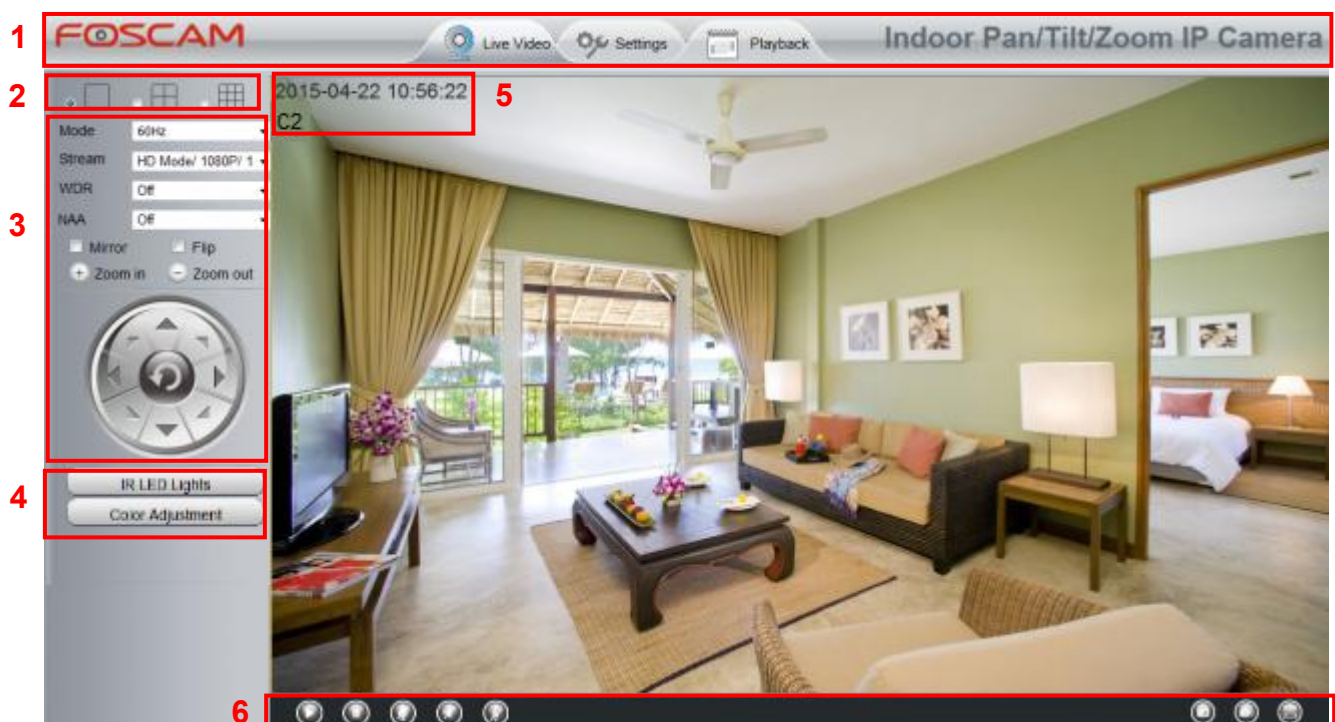 1
FOSCAM
Live Video
Settings
Playback
Indoor Pan/Tilt/Zoom IP Camera
2
2015-04-22 10:56:22
C2
5
3
Mode 60Hz
Stream HD Mode/ 1080P/ 1
WDR Off
NAA Off
Mirror Flip
+ Zoom in − Zoom out
4
IR LED Lights
Color Adjustment
6